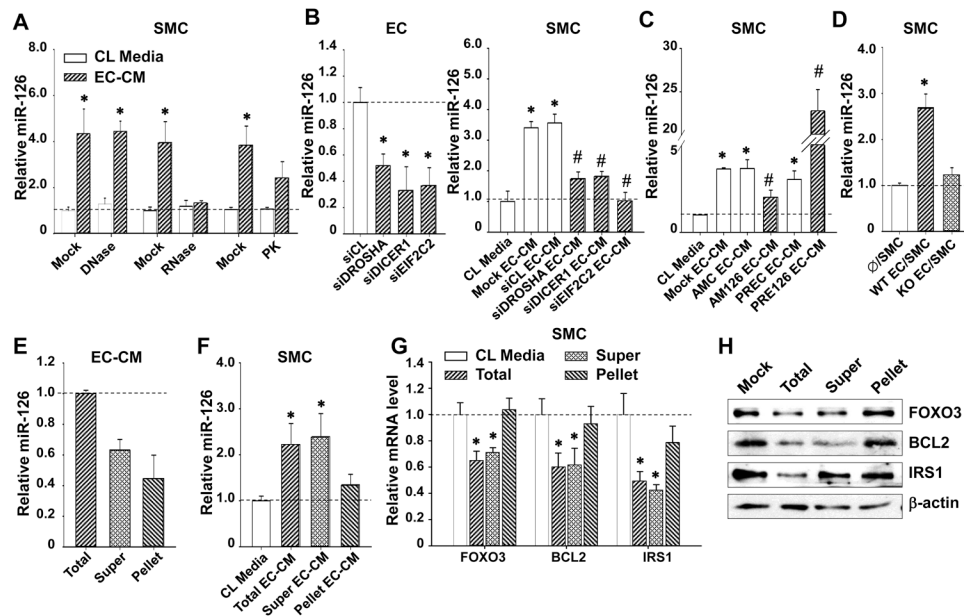 A
SMC
CL Media
EC-CM
Relative miR-126
8.0
6.0
4.0
2.0
1.0
0
* * * *
Mock
DNase
Mock
RNase
Mock
PK
B
EC
Relative miR-126
1.4
1.2
1.0
0.8
0.6
0.4
0.2
0
* * *
siCL
siDROSHA
siDICER1
siEIF2C2
SMC
Relative miR-126
5.0
4.0
3.0
2.0
1.0
0
* * # # #
CL Media
Mock EC-CM
siCL EC-CM
siDROSHA EC-CM
siDICER1 EC-CM
siEIF2C2 EC-CM
C
SMC
Relative miR-126
30
25
20
5
1
0
* * # * #
CL Media
Mock EC-CM
AMC EC-CM
AM126 EC-CM
PREC EC-CM
PRE126 EC-CM
D
SMC
Relative miR-126
4.0
3.0
2.0
1.0
0
*
Ø/SMC
WT EC/SMC
KO EC/SMC
E
EC-CM
Relative miR-126
1.2
1.0
0.8
0.6
0.4
0.2
0
Total
Super
Pellet
F
SMC
Relative miR-126
4.0
3.0
2.0
1.0
0
* *
CL Media
Total EC-CM
Super EC-CM
Pellet EC-CM
G
SMC
CL Media
Super
Total
Pellet
Relative mRNA level
1.4
1.2
1.0
0.8
0.6
0.4
0.2
0
* * * * * *
FOXO3
BCL2
IRS1
H
Mock
Total
Super
Pellet
FOXO3
BCL2
IRS1
β-actin